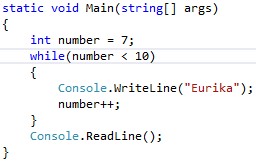 static void Main(string[] args)
{
    int number = 7;
    while(number < 10)
    {
        Console.WriteLine("Eurika");
        number++;
    }
    Console.ReadLine();
}